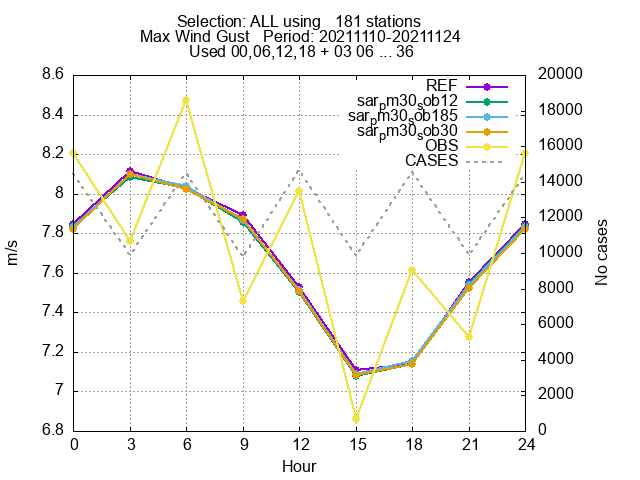 Selection: ALL using   181 stations
Max Wind Gust   Period: 20211110-20211124
Used 00,06,12,18 + 03 06 ... 36
8.6
8.4
8.2
8
7.8
7.6
7.4
7.2
7
6.8
m/s
REF
sarpm30sob12
sarpm30sob185
sarpm30sob30
OBS
CASES
20000
18000
16000
14000
12000
10000
8000
6000
4000
2000
0
No cases
0 3 6 9 12 15 18 21 24
Hour